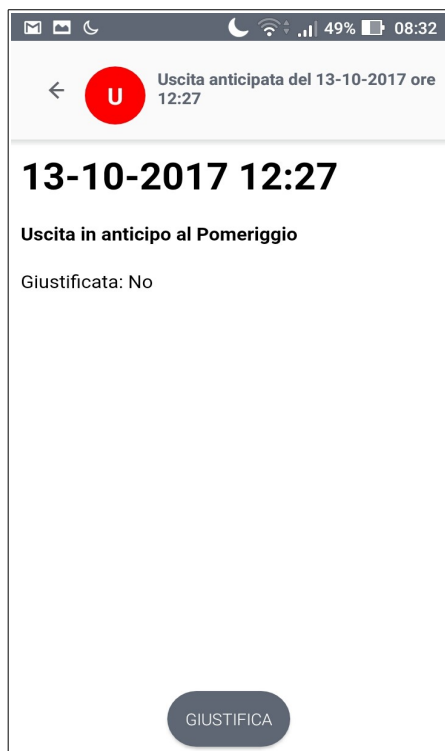 49% 08:32
U
Uscita anticipata del 13-10-2017 ore
12:27
13-10-2017 12:27
Uscita in anticipo al Pomeriggio
Giustificata: No
GIUSTIFICA